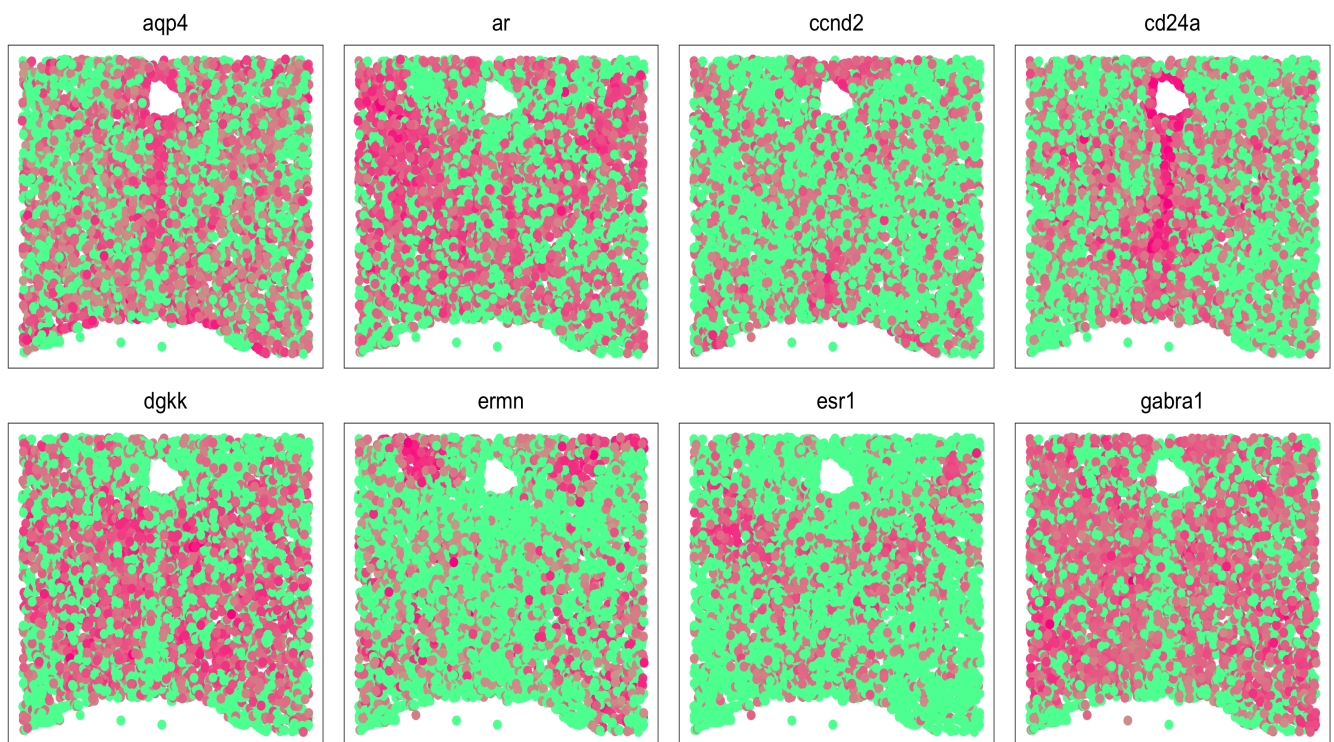 aqp4
ar
ccnd2
cd24a
dgkk
ermn
esr1
gabra1